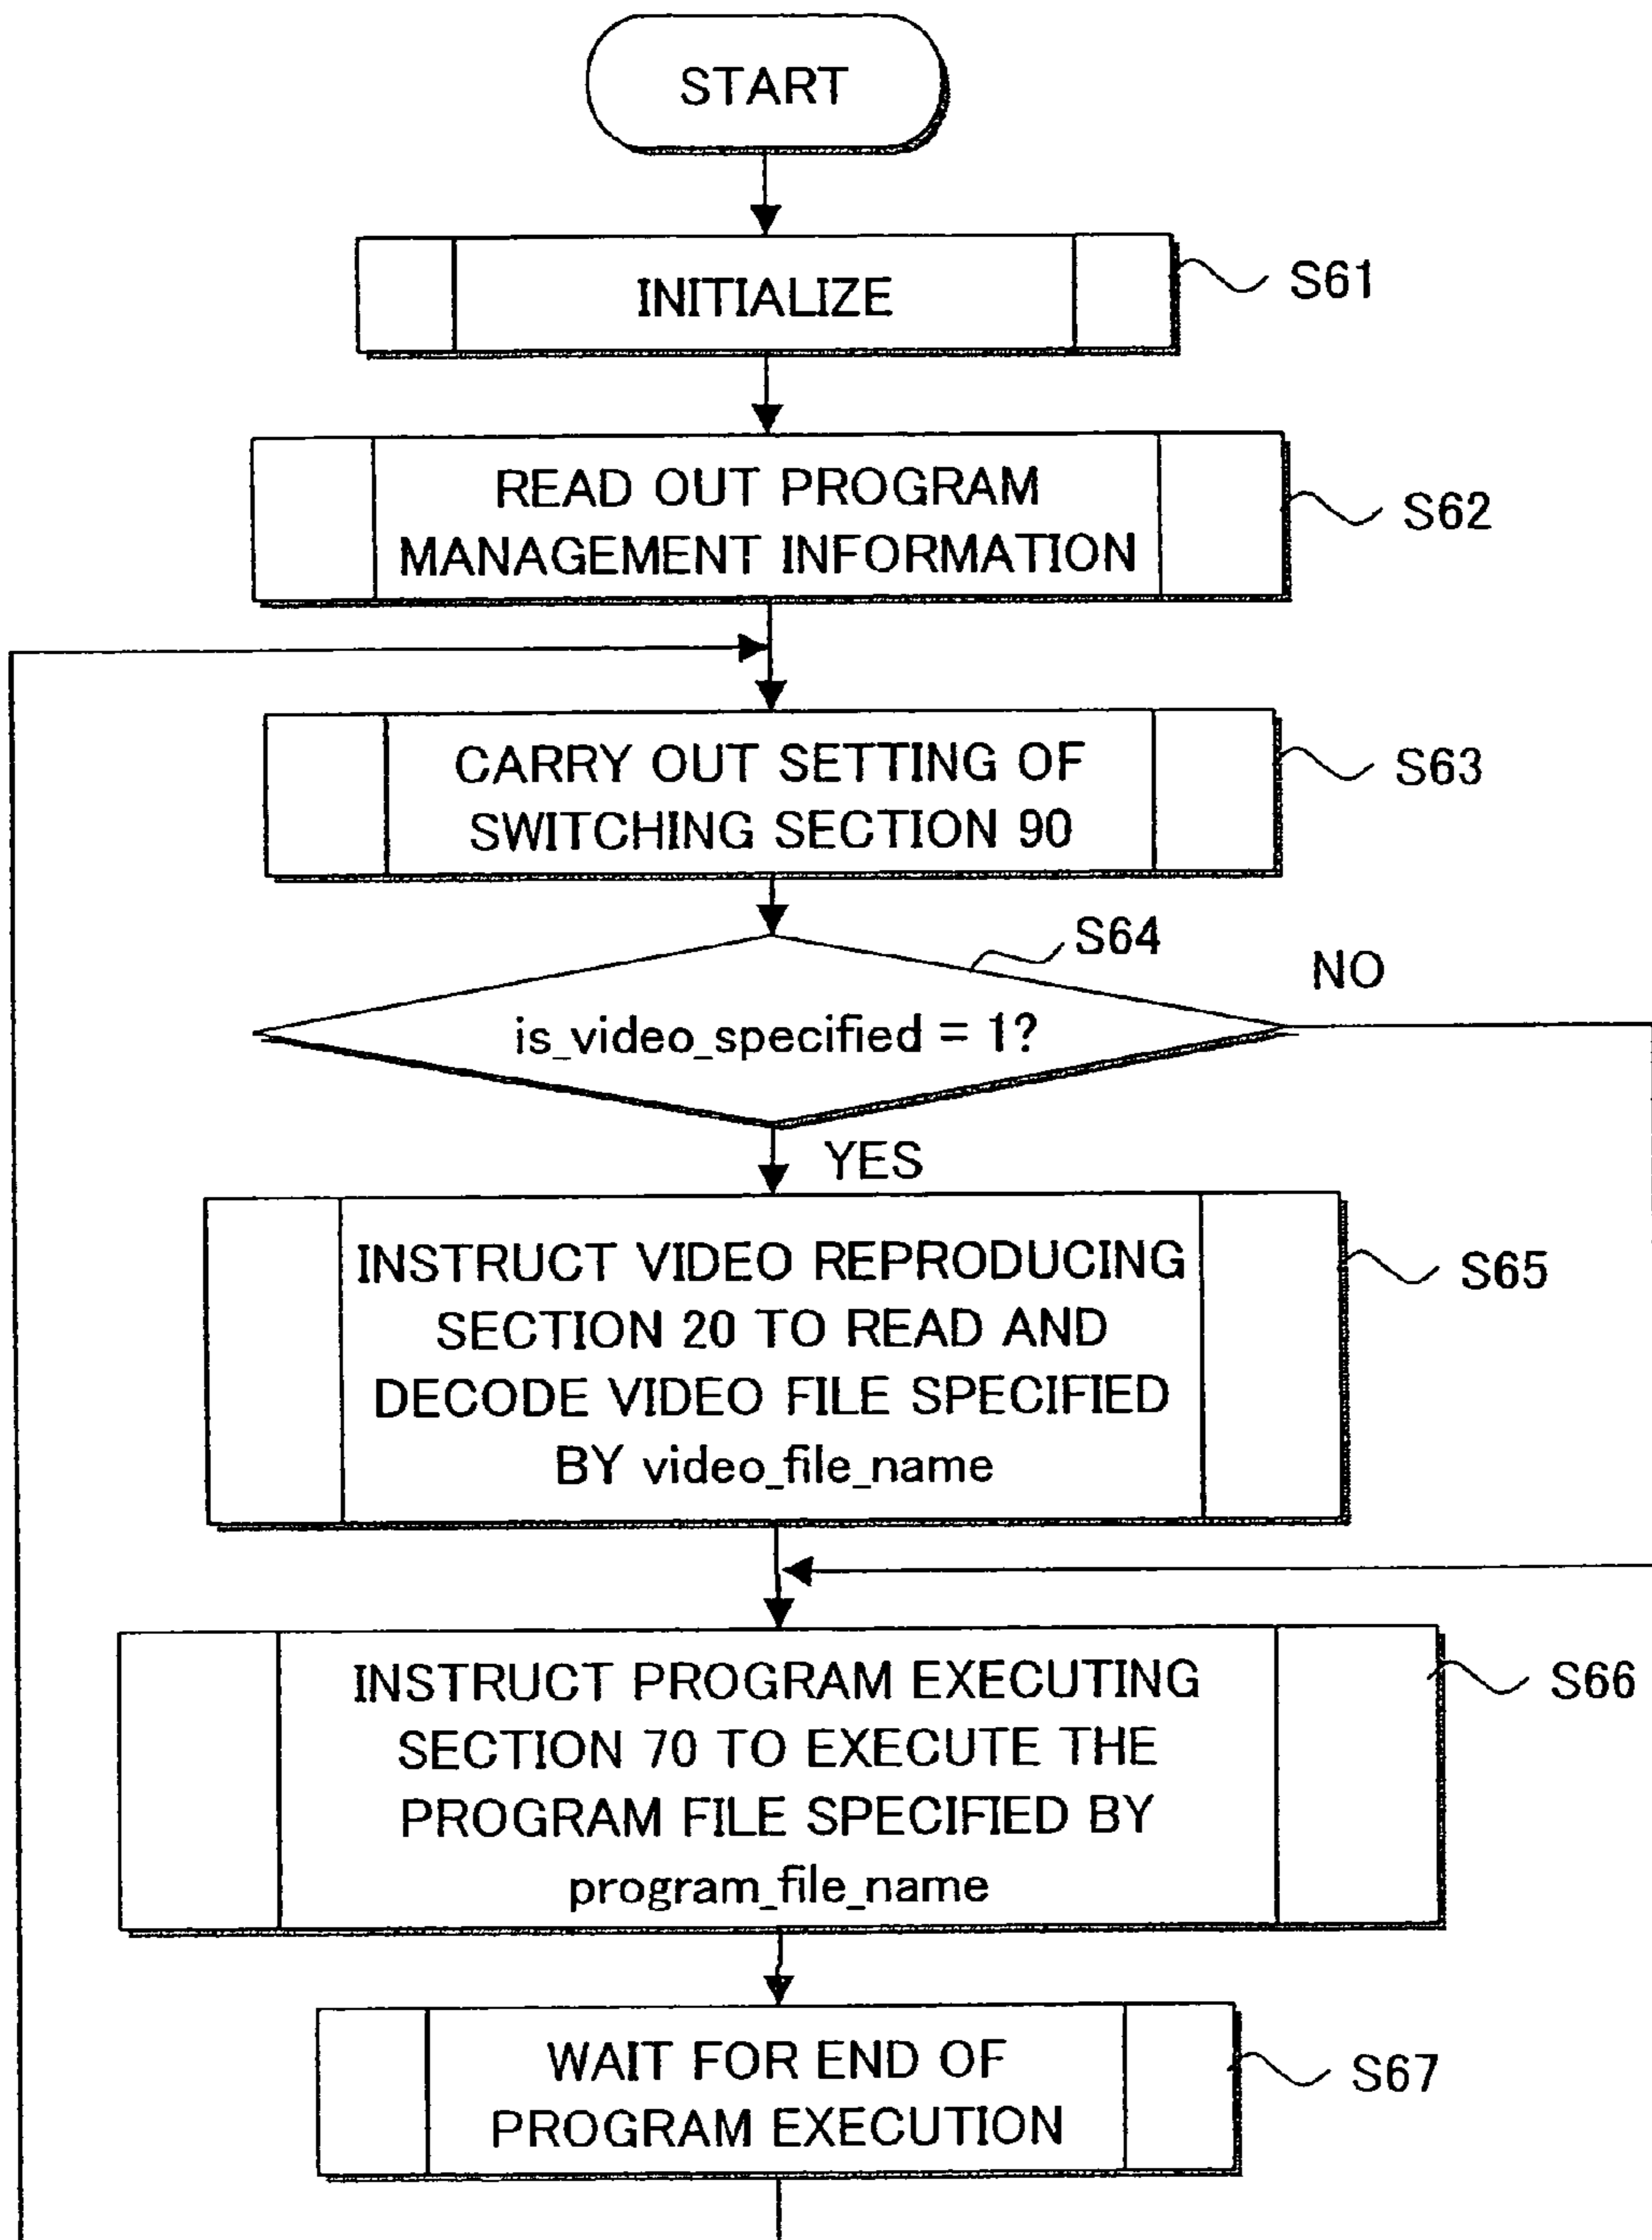 START
INITIALIZE
S61
READ OUT PROGRAM
MANAGEMENT INFORMATION
S62
CARRY OUT SETTING OF
SWITCHING SECTION 90
S63
S64
NO
is_video_specified = 1?
YES
INSTRUCT VIDEO REPRODUCING
SECTION 20 TO READ AND
DECODE VIDEO FILE SPECIFIED
BY video_file_name
S65
INSTRUCT PROGRAM EXECUTING
SECTION 70 TO EXECUTE THE
PROGRAM FILE SPECIFIED BY
program_file_name
S66
WAIT FOR END OF
PROGRAM EXECUTION
S67